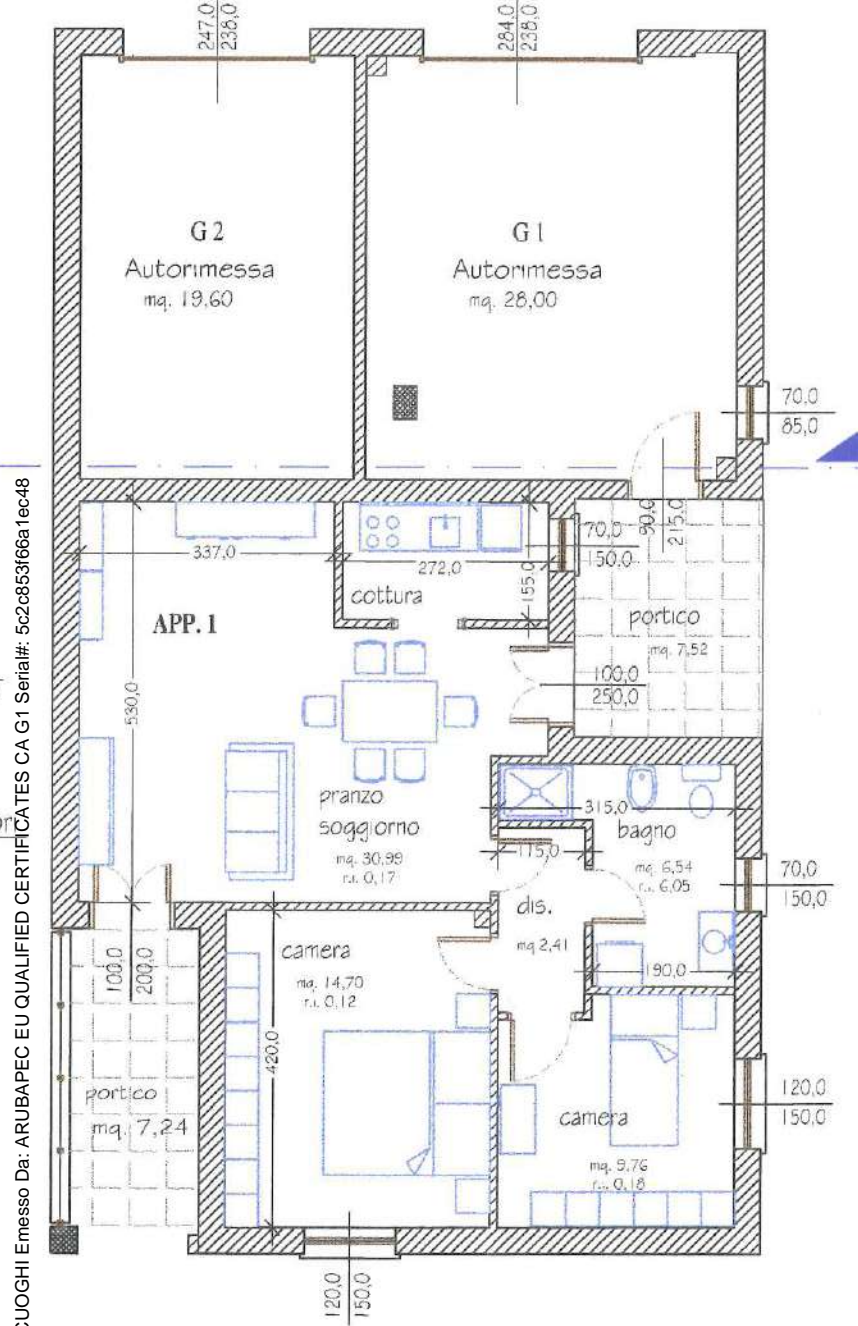 247,0
238,0
284,0
238,0
G2
Autorimessa
mq. 19,60
G1
Autorimessa
mq. 28,00
70,0
85,0
90,0
215,0
337,0
272,0
70,0
150,0
155,0
cottura
APP. 1
portico
mq. 7,52
100,0
250,0
530,0
pranzo
soggiorno
mq. 30,99
r.i. 0,17
315,0
bagno
mq. 6,54
r.i. 6,05
115,0
70,0
150,0
dis.
mq 2,41
190,0
camera
mq. 14,70
r.i. 0,12
100,0
200,0
420,0
portico
mq. 7,24
camera
mq. 9,76
r.i. 0,18
120,0
150,0
120,0
150,0
CUOGHI Emesso Da: ARUBAPEC EU QUALIFIED CERTIFICATES CA G1 Serial#: 5c2c853f66a1ec48